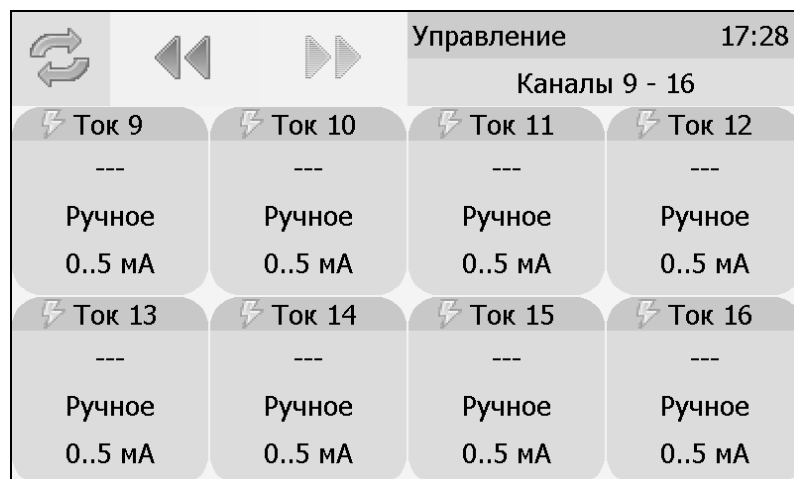 Управление 17:28
Каналы 9 - 16
Ток 9 Ток 10 Ток 11 Ток 12
--- --- --- ---
Ручное Ручное Ручное Ручное
0..5 мА 0..5 мА 0..5 мА 0..5 мА
Ток 13 Ток 14 Ток 15 Ток 16
--- --- --- ---
Ручное Ручное Ручное Ручное
0..5 мА 0..5 мА 0..5 мА 0..5 мА